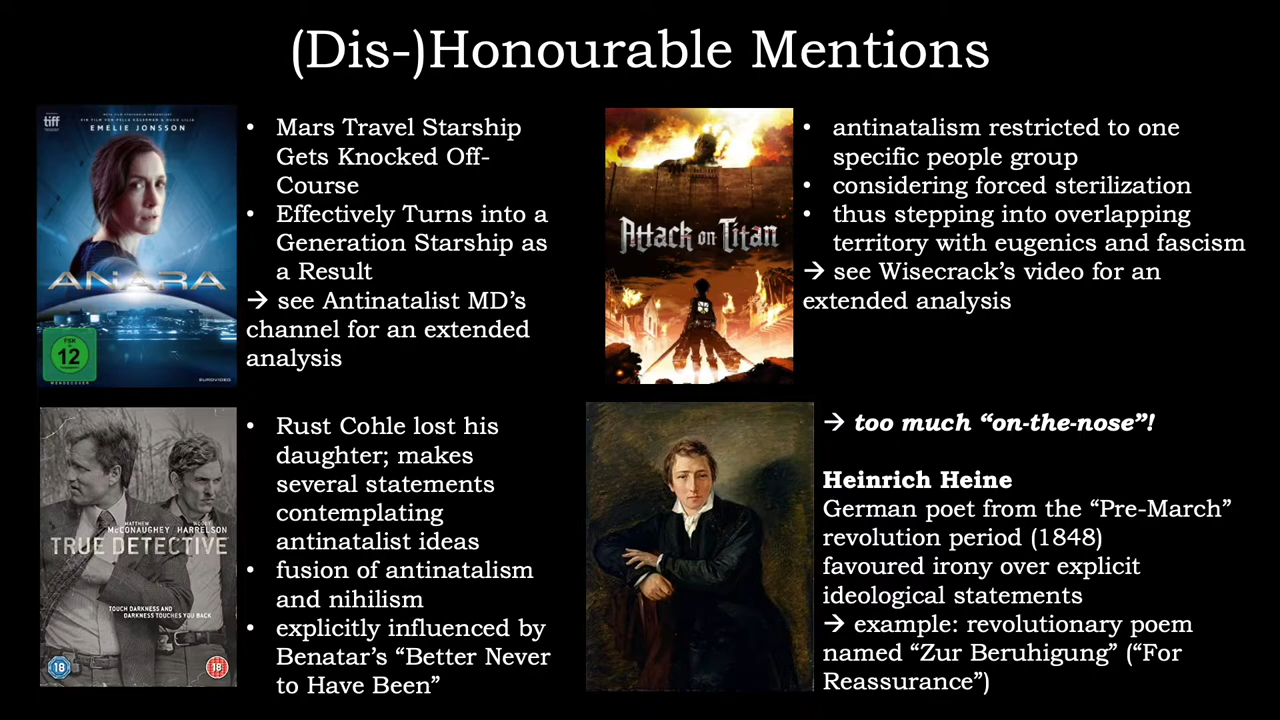 (Dis-)Honourable Mentions
tiff
EMELIE JONSSON
ANIARA
FSK
12
EUROVIDEO
• Mars Travel Starship
Gets Knocked Off-
Course
• Effectively Turns into a
Generation Starship as
a Result
→ see Antinatalist MD’s
channel for an extended
analysis
ATTACK ON TITAN
• antinatalism restricted to one
specific people group
• considering forced sterilization
• thus stepping into overlapping
territory with eugenics and fascism
→ see Wisecrack’s video for an
extended analysis
MATTHEW
McCONAUGHEY
WOODY
HARRELSON
TRUE DETECTIVE
TOUCH DARKNESS AND
DARKNESS TOUCHES YOU BACK
18
18
• Rust Cohle lost his
daughter; makes
several statements
contemplating
antinatalist ideas
• fusion of antinatalism
and nihilism
• explicitly influenced by
Benatar’s “Better Never
to Have Been”
→ too much “on-the-nose”!
Heinrich Heine
German poet from the “Pre-March”
revolution period (1848)
favoured irony over explicit
ideological statements
→ example: revolutionary poem
named “Zur Beruhigung” (“For
Reassurance”)